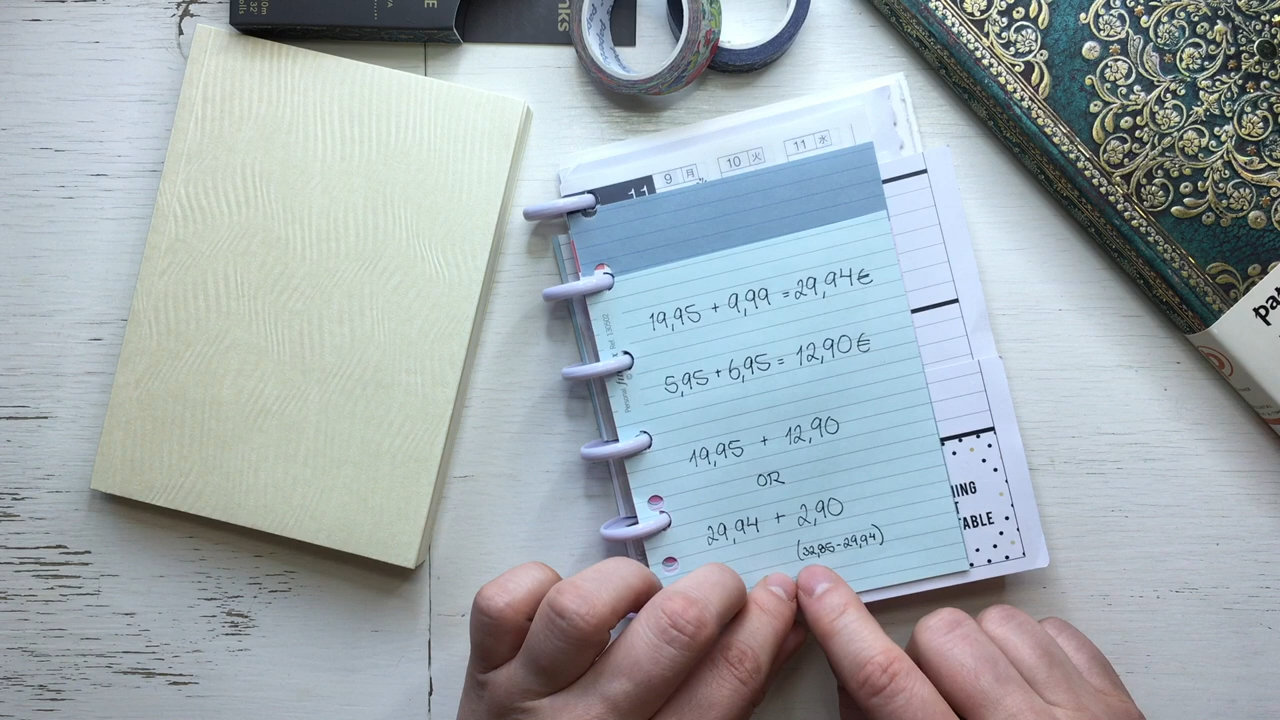 11 9 月 10 火 11 水
19,95 + 9,99 = 29,94€
5,95 + 6,95 = 12,90€
19,95 + 12,90
OR
29,94 + 2,90
(32,85-29,94)
ING
TABLE